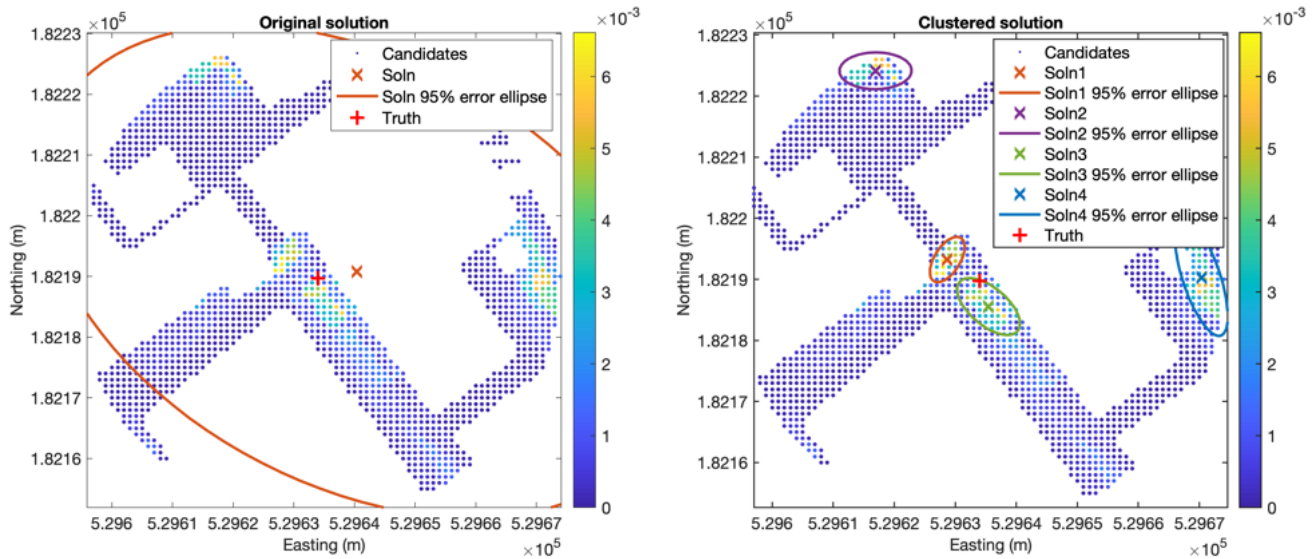 ×10⁵
Original solution
×10⁻³
1.8223
1.8222
1.8221
1.822
1.8219
1.8218
1.8217
1.8216
Northing (m)
Candidates
Soln
Soln 95% error ellipse
Truth
6
5
4
3
2
1
0
5.296 5.2961 5.2962 5.2963 5.2964 5.2965 5.2966 5.2967
Easting (m)
×10⁵
×10⁵
Clustered solution
×10⁻³
1.8223
1.8222
1.8221
1.822
1.8219
1.8218
1.8217
1.8216
Northing (m)
Candidates
Soln1
Soln1 95% error ellipse
Soln2
Soln2 95% error ellipse
Soln3
Soln3 95% error ellipse
Soln4
Soln4 95% error ellipse
Truth
6
5
4
3
2
1
0
5.296 5.2961 5.2962 5.2963 5.2964 5.2965 5.2966 5.2967
Easting (m)
×10⁵